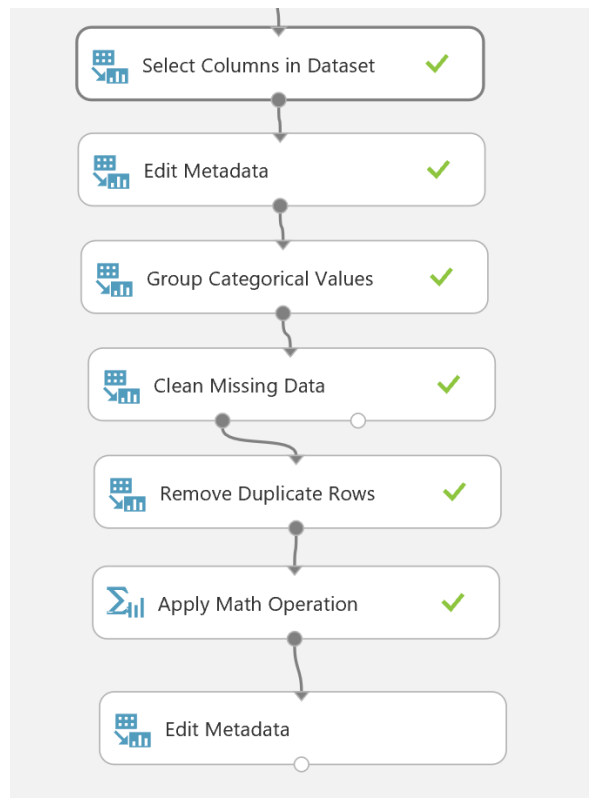 Select Columns in Dataset
Edit Metadata
Group Categorical Values
Clean Missing Data
Remove Duplicate Rows
Apply Math Operation
Edit Metadata